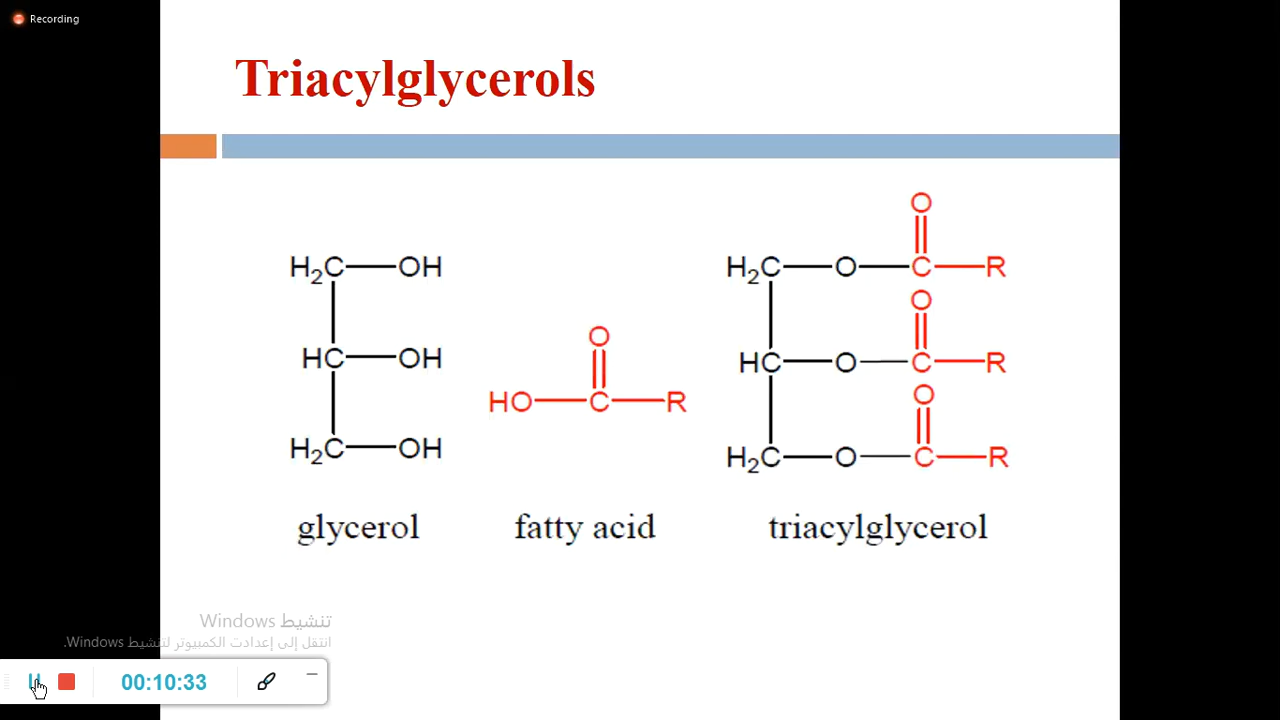 Recording
Triacylglycerols
O
H2C OH H2C O C R
O
O
HC OH HC O C R
HO C R
O
H2C OH H2C O C R
glycerol fatty acid triacylglycerol
تنشيط Windows
انتقل إلى إعدادت الكمبيوتر لتنشيط Windows.
00:10:33